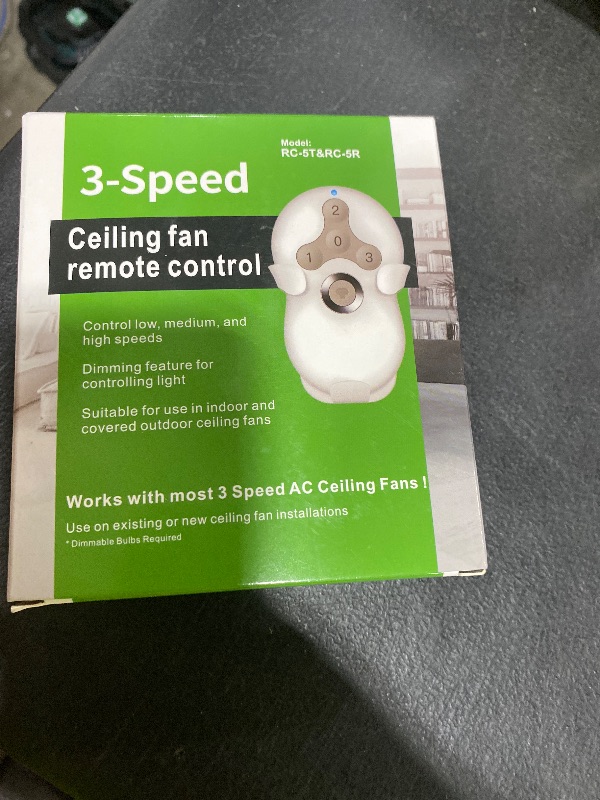 Model:
RC-5T&RC-5R
3-Speed
Ceiling fan
remote control
2
0
1 3
Control low, medium, and
high speeds
Dimming feature for
controlling light
Suitable for use in indoor and
covered outdoor ceiling fans
Works with most 3 Speed AC Ceiling Fans !
Use on existing or new ceiling fan installations
* Dimmable Bulbs Required